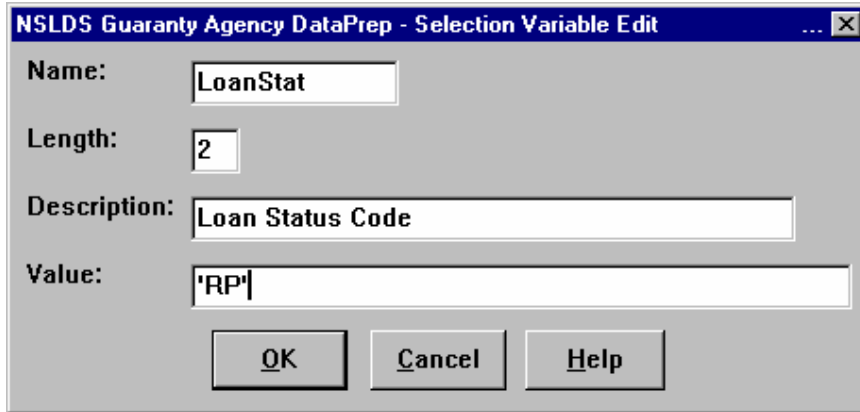 NSLDS Guaranty Agency DataPrep - Selection Variable Edit ...
Name: LoanStat
Length: 2
Description: Loan Status Code
Value: 'RP'
OK Cancel Help